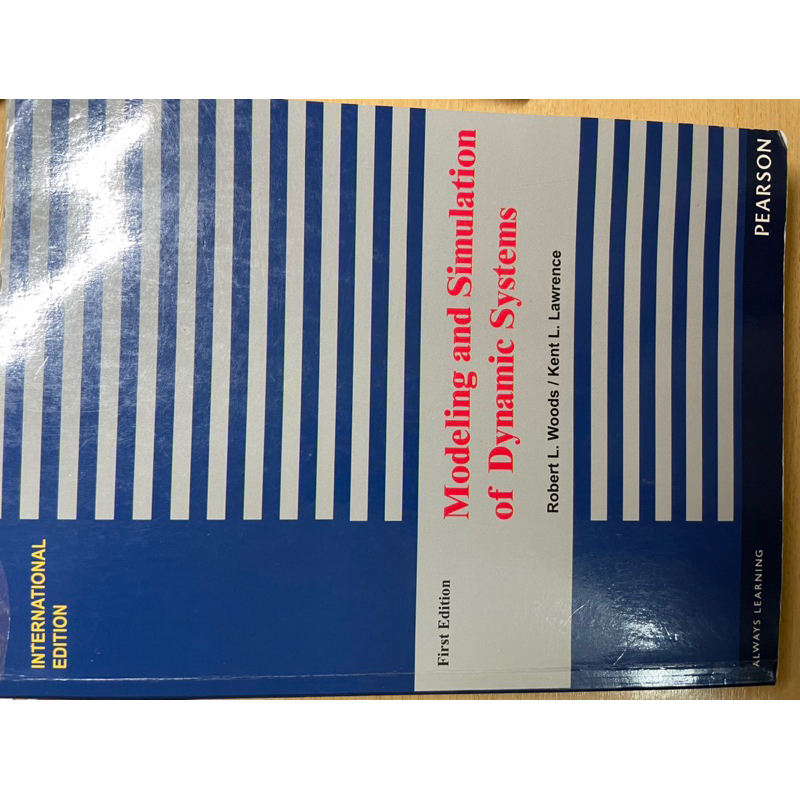 INTERNATIONAL
EDITION
First Edition
Modeling and Simulation
of Dynamic Systems
Robert L. Woods / Kent L. Lawrence
ALWAYS LEARNING
PEARSON